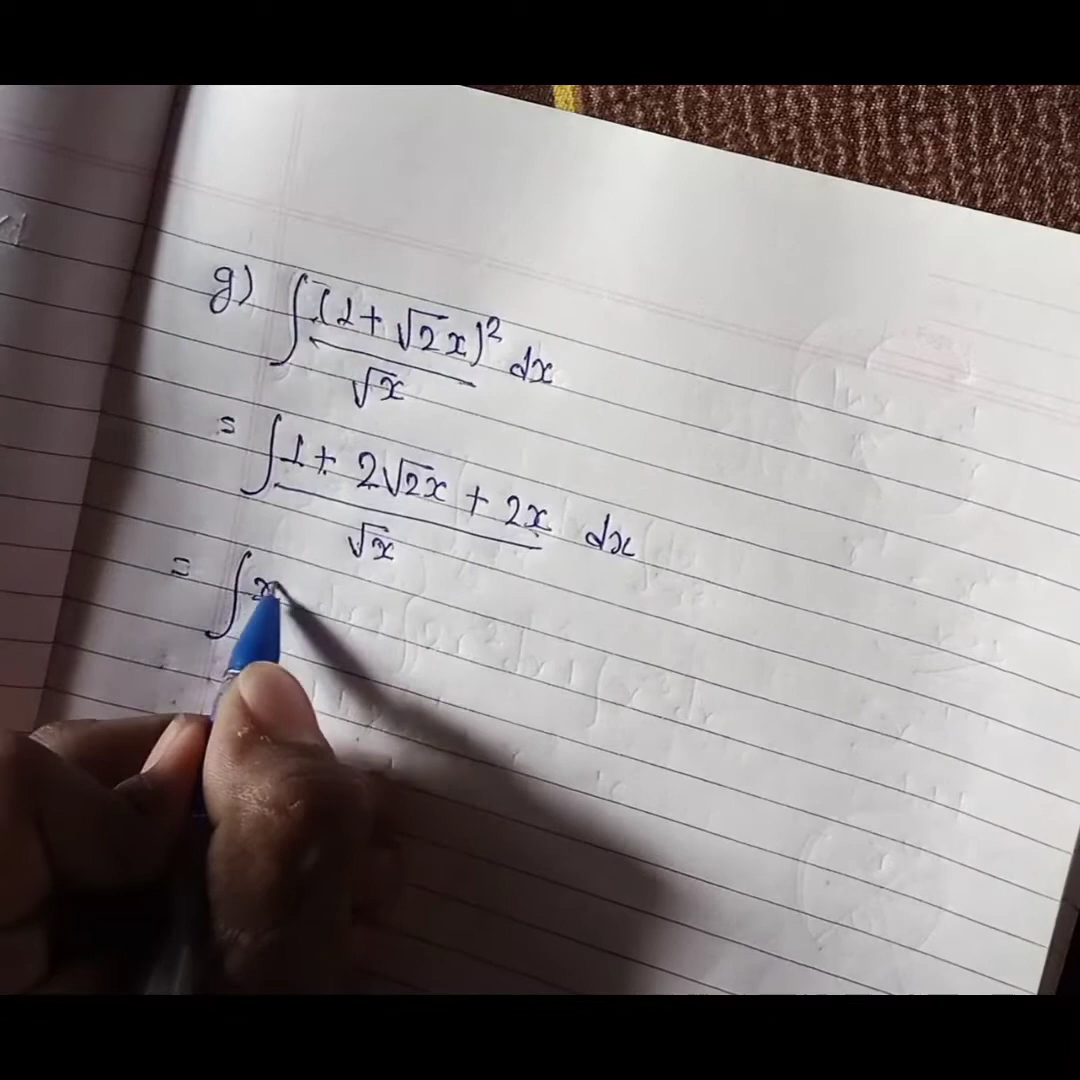 g) ∫ (1 + √2x)² / √x dx
= ∫ 1 + 2√2x + 2x / √x dx
= ∫ x